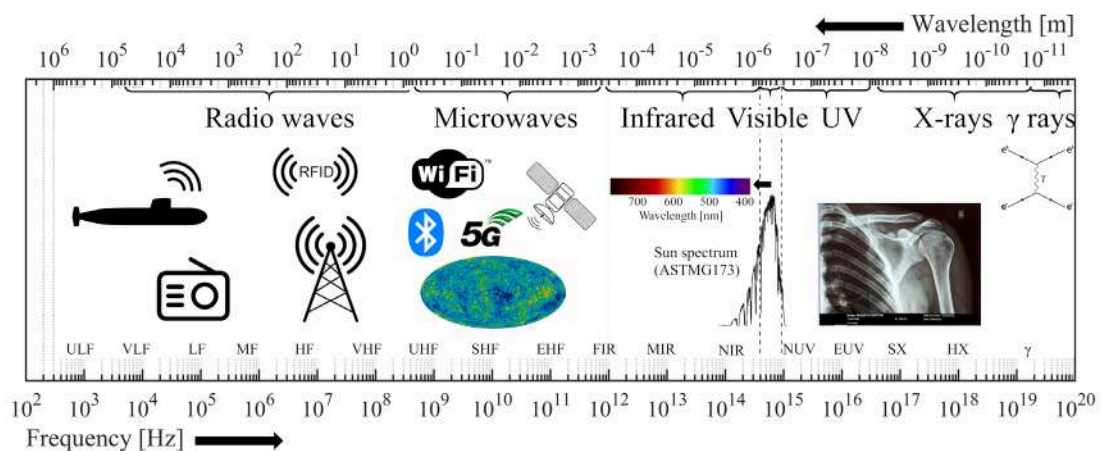 Wavelength [m]
10^6 10^5 10^4 10^3 10^2 10^1 10^0 10^-1 10^-2 10^-3 10^-4 10^-5 10^-6 10^-7 10^-8 10^-9 10^-10 10^-11
Radio waves Microwaves Infrared Visible UV X-rays γ rays
RFID
WiFi™
e⁺ e⁺
γ
700 600 500 400
Wavelength [nm]
5G
Sun spectrum
(ASTMG173)
ULF VLF LF MF HF VHF UHF SHF EHF FIR MIR NIR NUV EUV SX HX γ
10^2 10^3 10^4 10^5 10^6 10^7 10^8 10^9 10^10 10^11 10^12 10^13 10^14 10^15 10^16 10^17 10^18 10^19 10^20
Frequency [Hz]